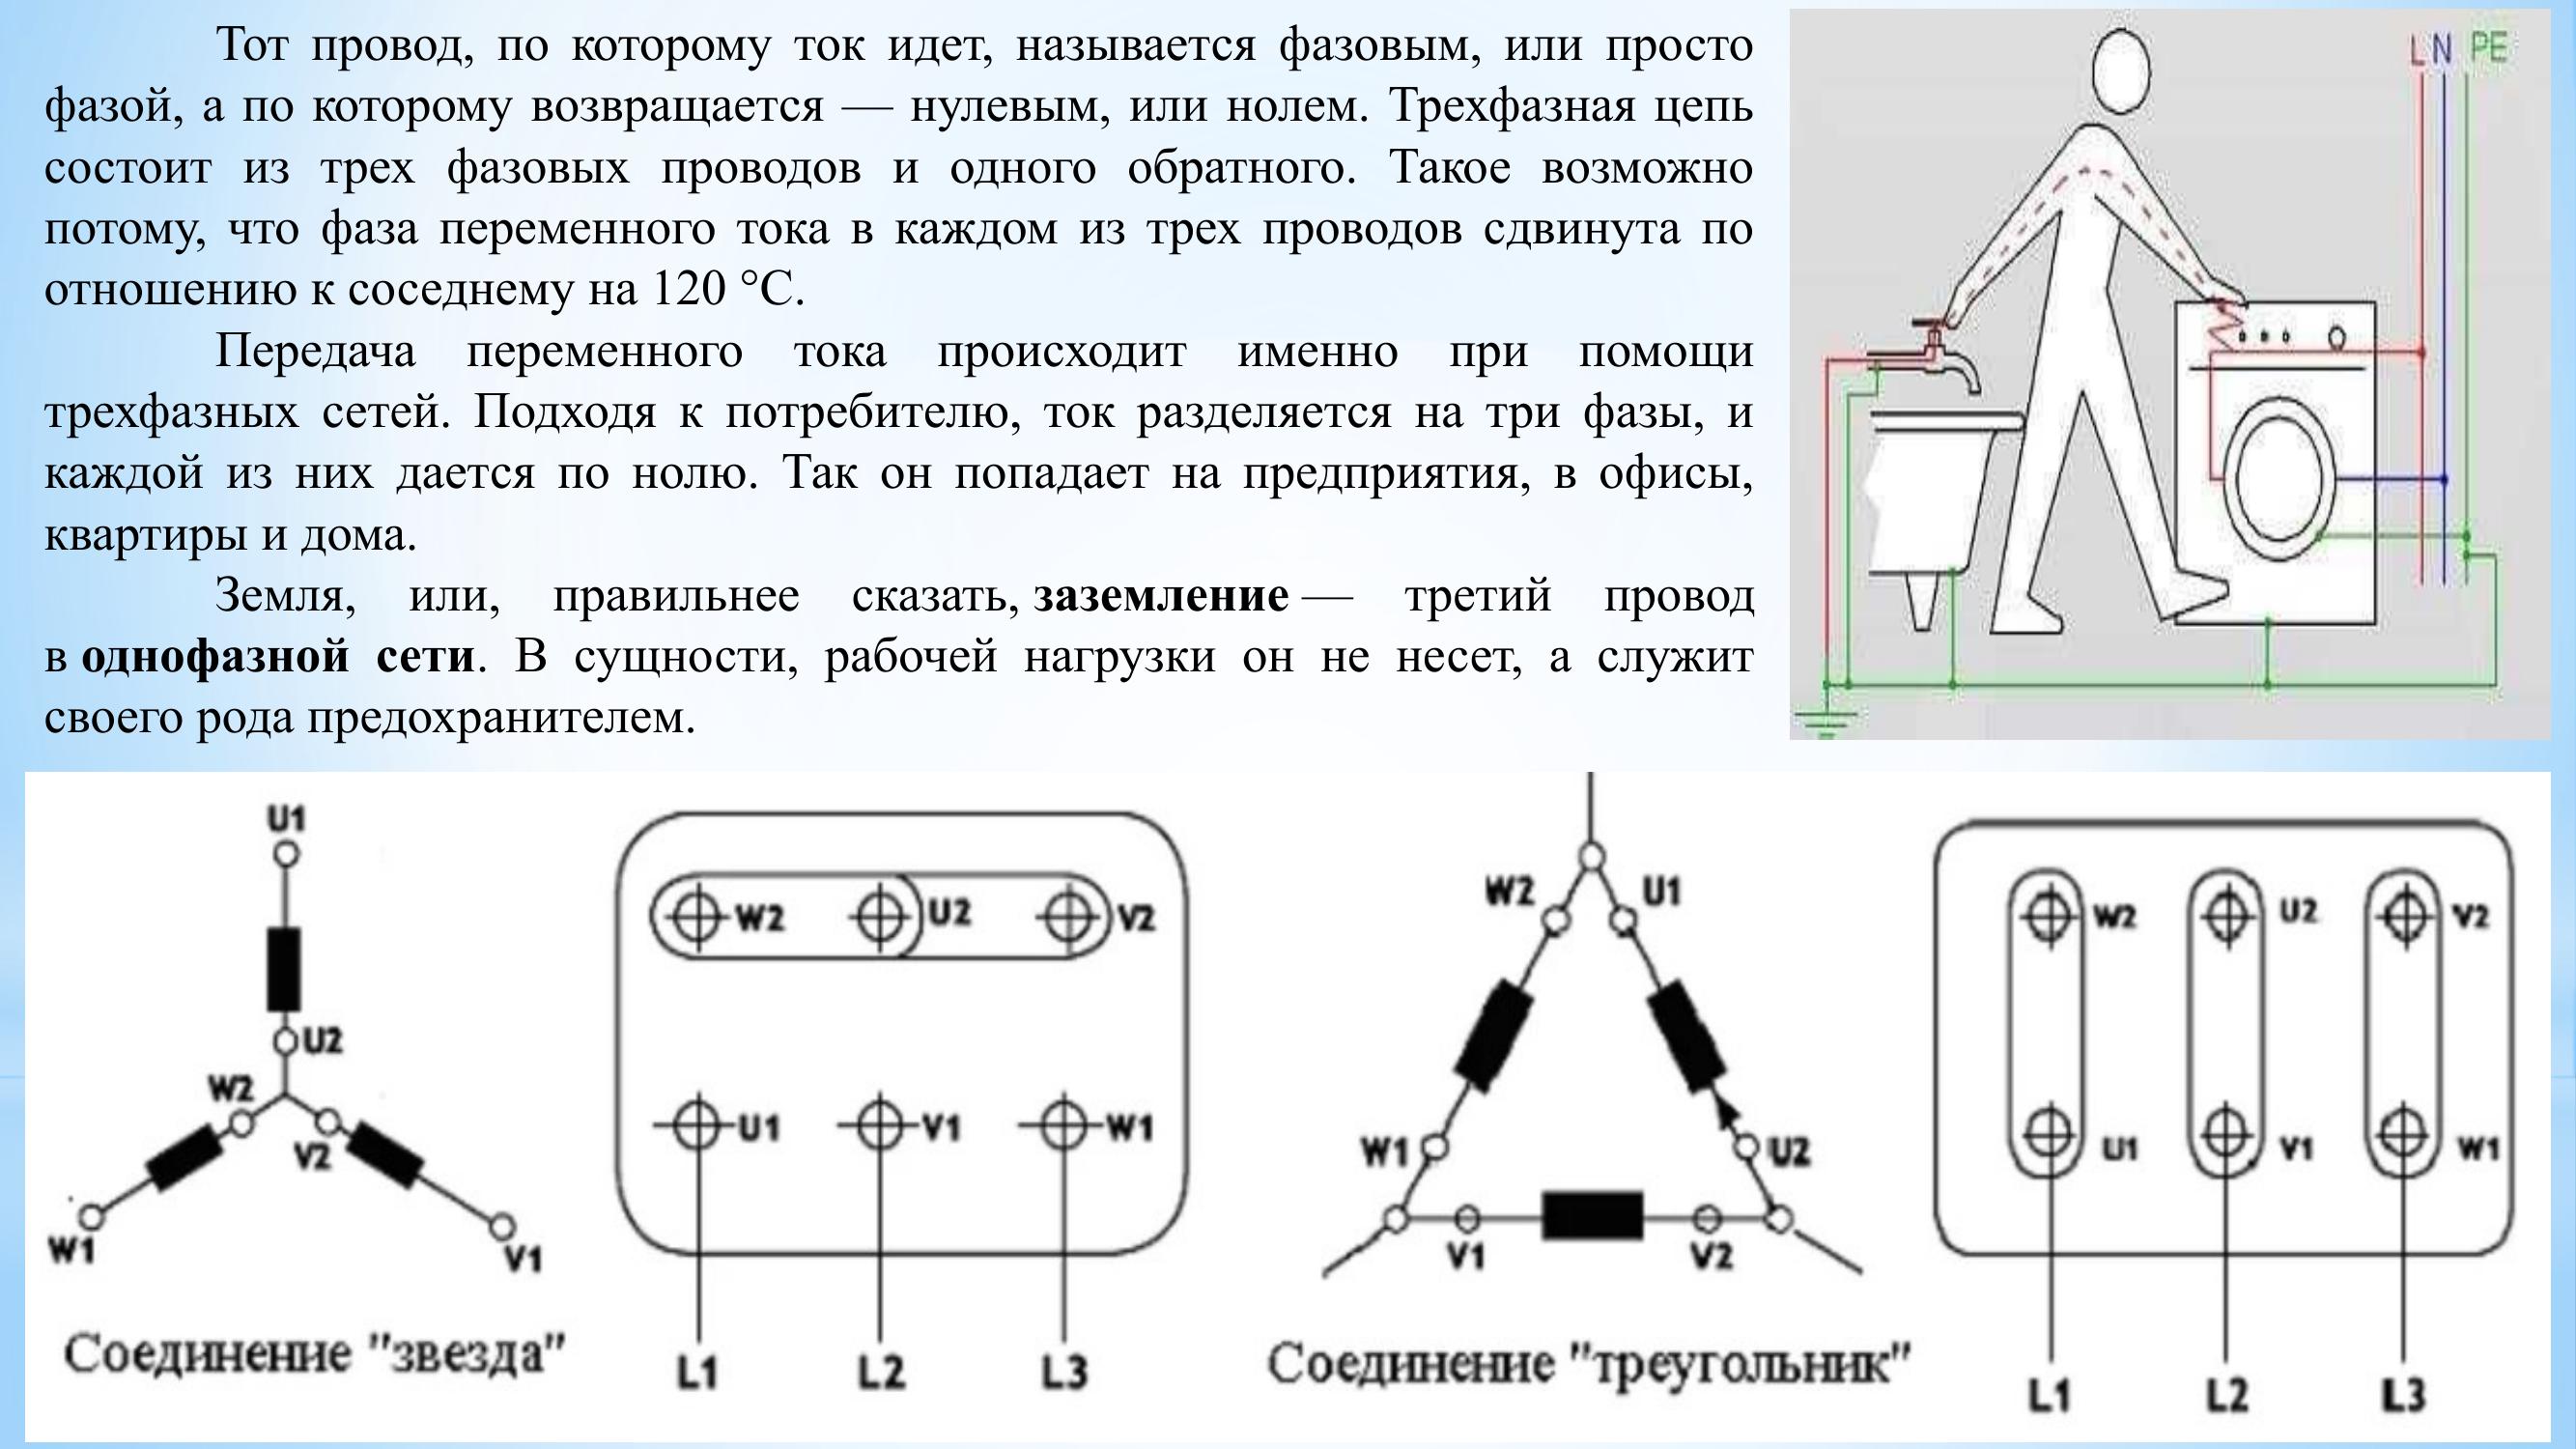 Тот провод, по которому ток идет, называется фазовым, или просто
фазой, а по которому возвращается — нулевым, или нолем. Трехфазная цепь
состоит из трех фазовых проводов и одного обратного. Такое возможно
потому, что фаза переменного тока в каждом из трех проводов сдвинута по
отношению к соседнему на 120 °С.
Передача переменного тока происходит именно при помощи
трехфазных сетей. Подходя к потребителю, ток разделяется на три фазы, и
каждой из них дается по нолю. Так он попадает на предприятия, в офисы,
квартиры и дома.
Земля, или, правильнее сказать, заземление — третий провод
в однофазной сети. В сущности, рабочей нагрузки он не несет, а служит
своего рода предохранителем.
L N PE
U1
U2
W2
V2
W1
V1
Соединение "звезда"
W2 U2 V2
U1 V1 W1
L1 L2 L3
W2 U1
W1 U2
V1 V2
Соединение "треугольник"
W2 U2 V2
U1 V1 W1
L1 L2 L3